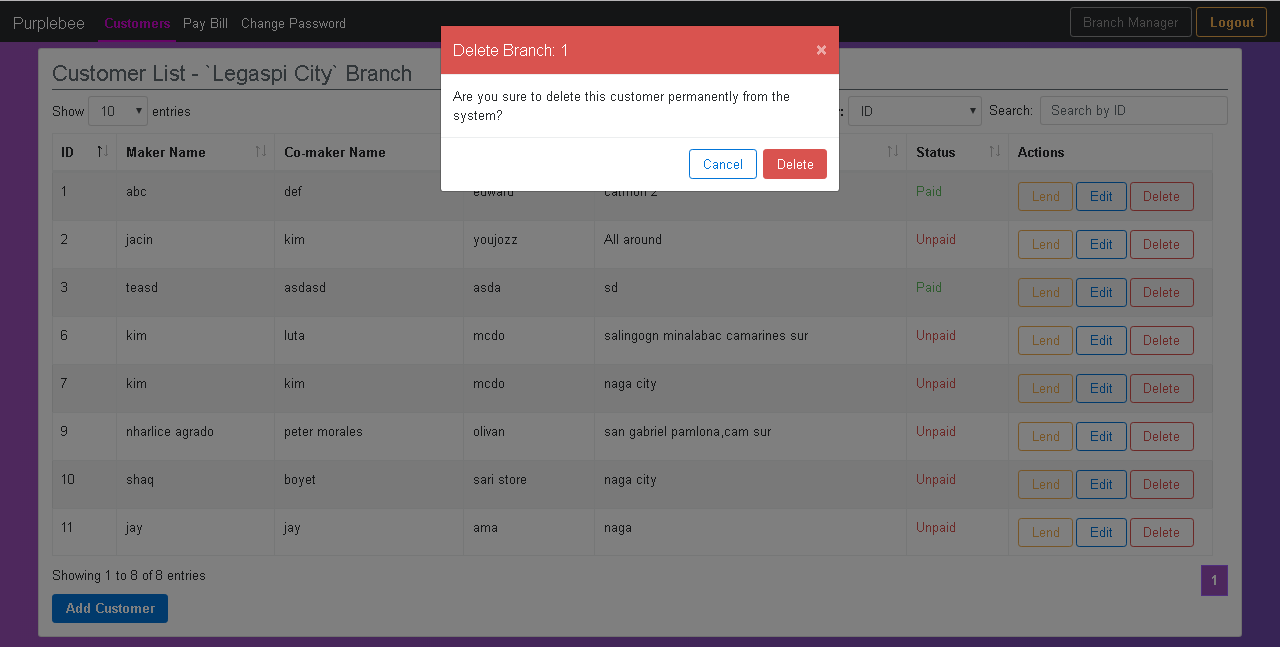 Purplebee Customers Pay Bill Change Password Branch Manager Logout
Delete Branch: 1 ×
Are you sure to delete this customer permanently from the
system?
Cancel Delete
Customer List - `Legaspi City` Branch
Show 10 entries : ID Search: Search by ID
ID Maker Name Co-maker Name Status Actions
1 abc def edward catmon 2 Paid Lend Edit Delete
2 jacin kim youjozz All around Unpaid Lend Edit Delete
3 teasd asdasd asda sd Paid Lend Edit Delete
6 kim luta mcdo salingogn minalabac camarines sur Unpaid Lend Edit Delete
7 kim kim mcdo naga city Unpaid Lend Edit Delete
9 nharlice agrado peter morales olivan san gabriel pamlona,cam sur Unpaid Lend Edit Delete
10 shaq boyet sari store naga city Unpaid Lend Edit Delete
11 jay jay ama naga Unpaid Lend Edit Delete
Showing 1 to 8 of 8 entries 1
Add Customer